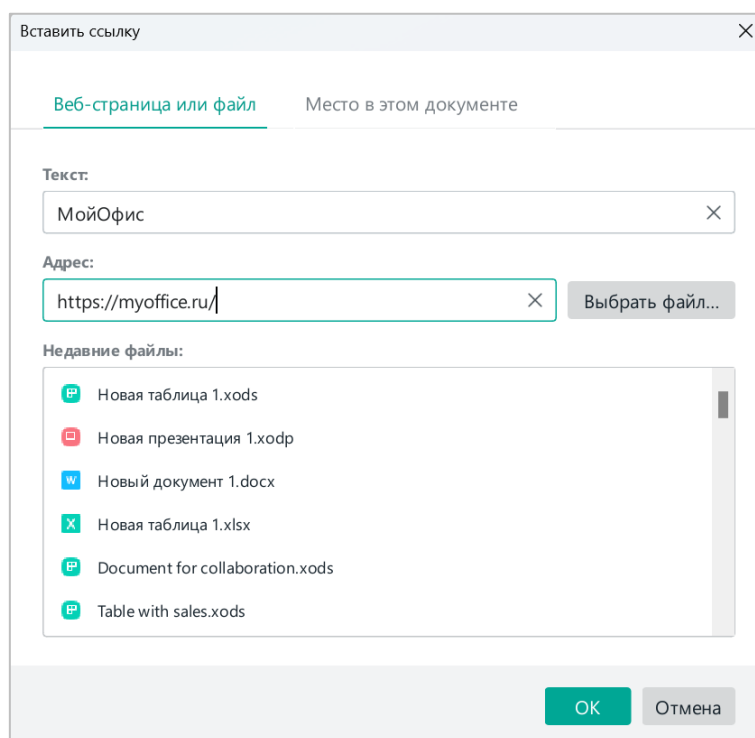 Вставить ссылку
Веб-страница или файл Место в этом документе
Текст:
МойОфис
Адрес:
https://myoffice.ru/ Выбрать файл...
Недавние файлы:
Новая таблица 1.xods
Новая презентация 1.xodp
W Новый документ 1.docx
X Новая таблица 1.xlsx
Document for collaboration.xods
Table with sales.xods
OK Отмена